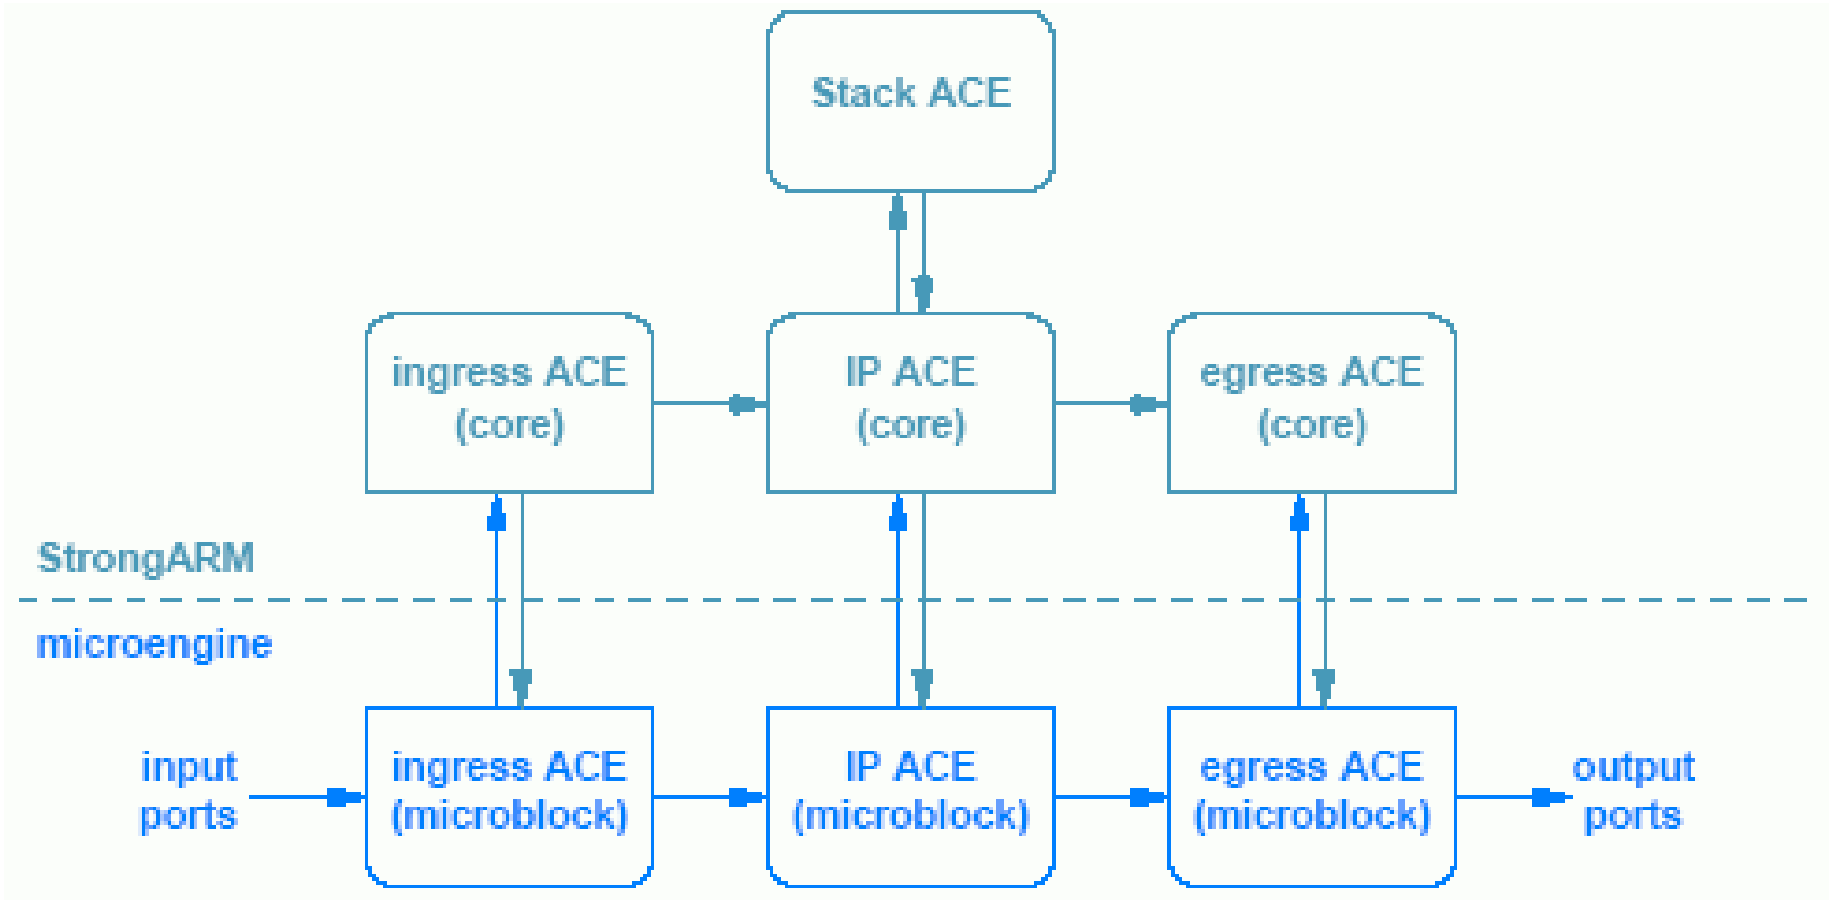 Stack ACE
ingress ACE
(core)
IP ACE
(core)
egress ACE
(core)
StrongARM
microengine
input
ports
ingress ACE
(microblock)
IP ACE
(microblock)
egress ACE
(microblock)
output
ports